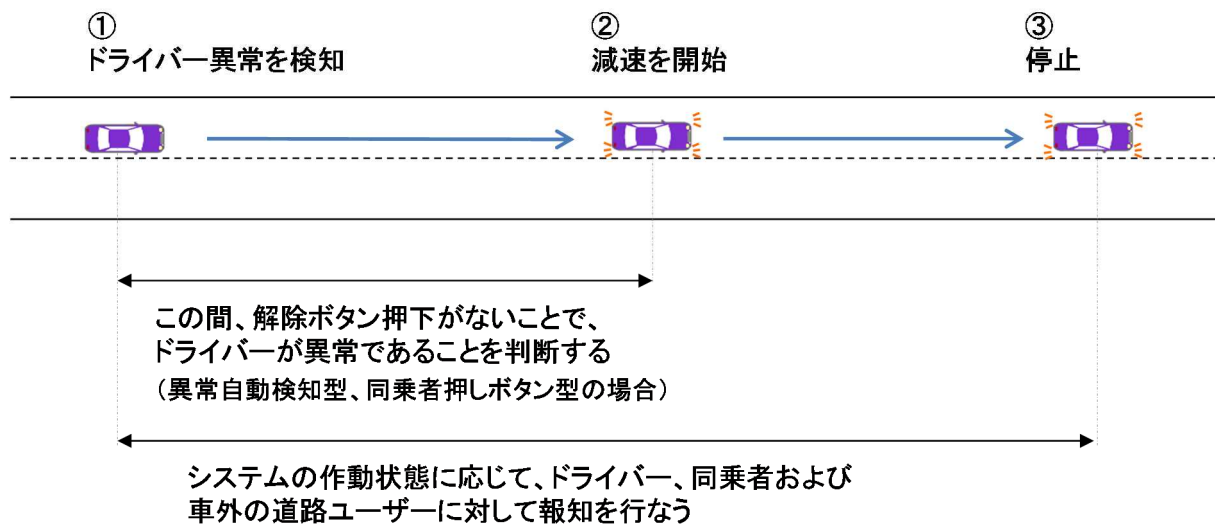 ①
ドライバー異常を検知
②
減速を開始
③
停止
この間、解除ボタン押下がないことで、
ドライバーが異常であることを判断する
（異常自動検知型、同乗者押しボタン型の場合）
システムの作動状態に応じて、ドライバー、同乗者および
車外の道路ユーザーに対して報知を行なう